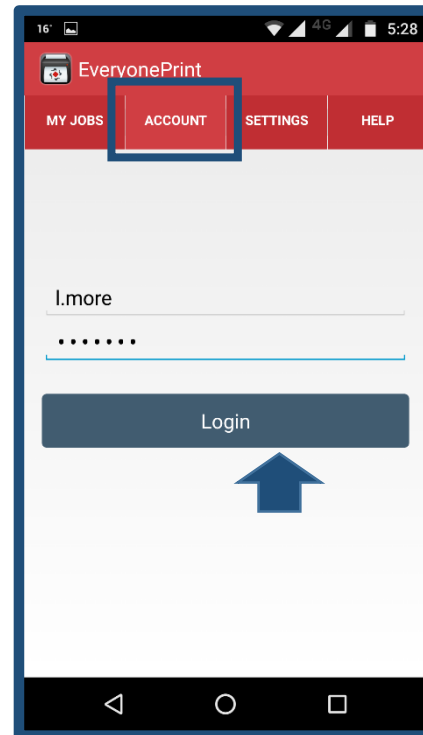 16° 4G 5:28
EveryonePrint
MY JOBS ACCOUNT SETTINGS HELP
l.more
•••••••
Login